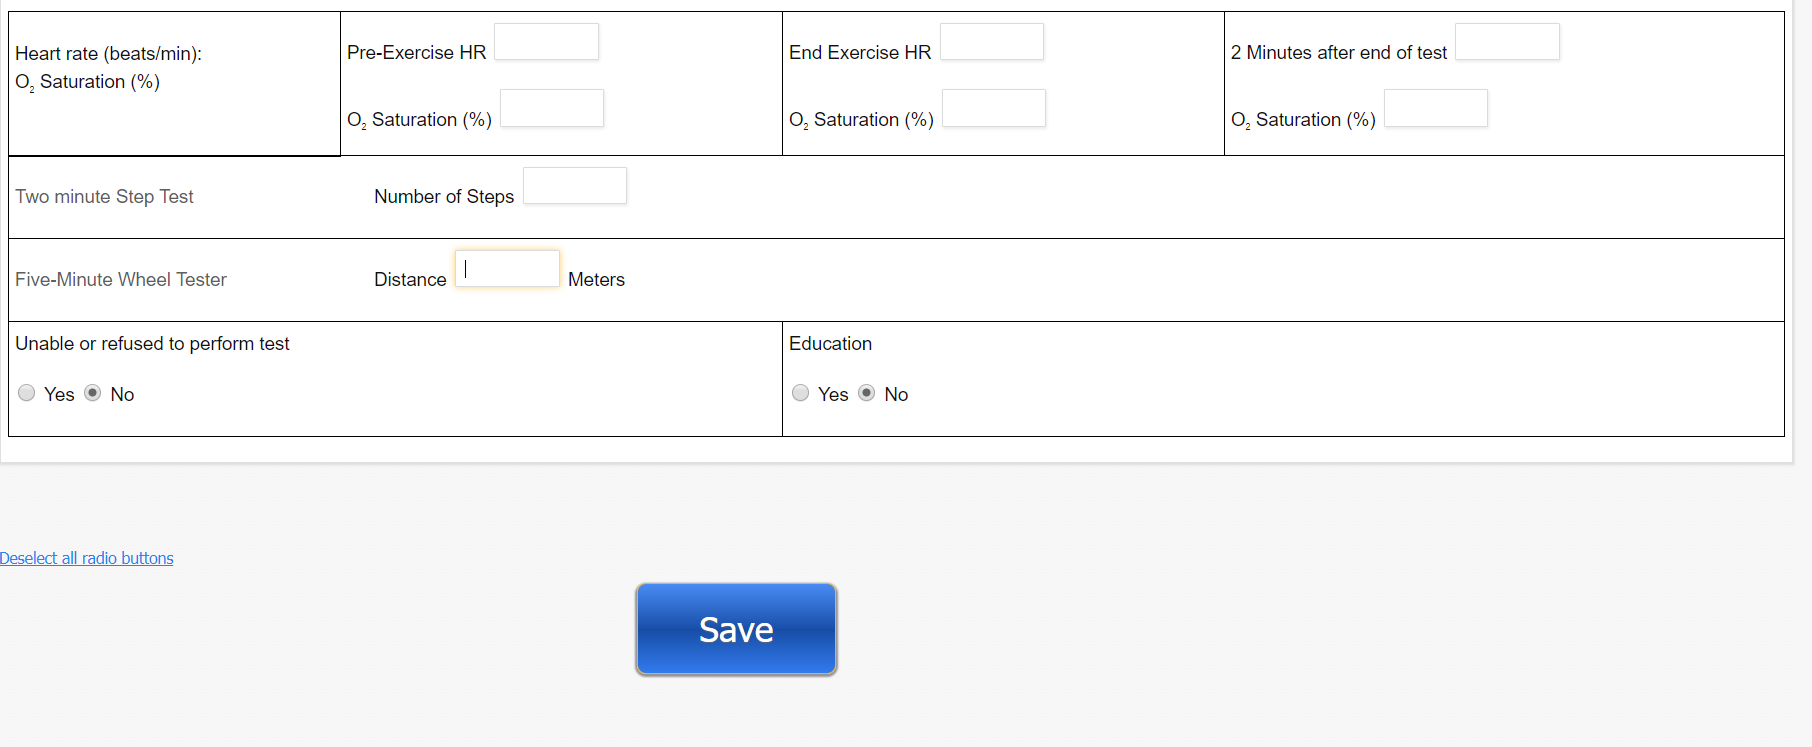 Heart rate (beats/min):
O₂ Saturation (%)
Pre-Exercise HR
O₂ Saturation (%)
End Exercise HR
O₂ Saturation (%)
2 Minutes after end of test
O₂ Saturation (%)
Two minute Step Test
Number of Steps
Five-Minute Wheel Tester
Distance Meters
Unable or refused to perform test
Yes No
Education
Yes No
Deselect all radio buttons
Save